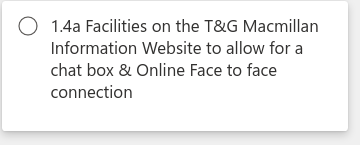 1.4a Facilities on the T&G Macmillan
Information Website to allow for a
chat box & Online Face to face
connection